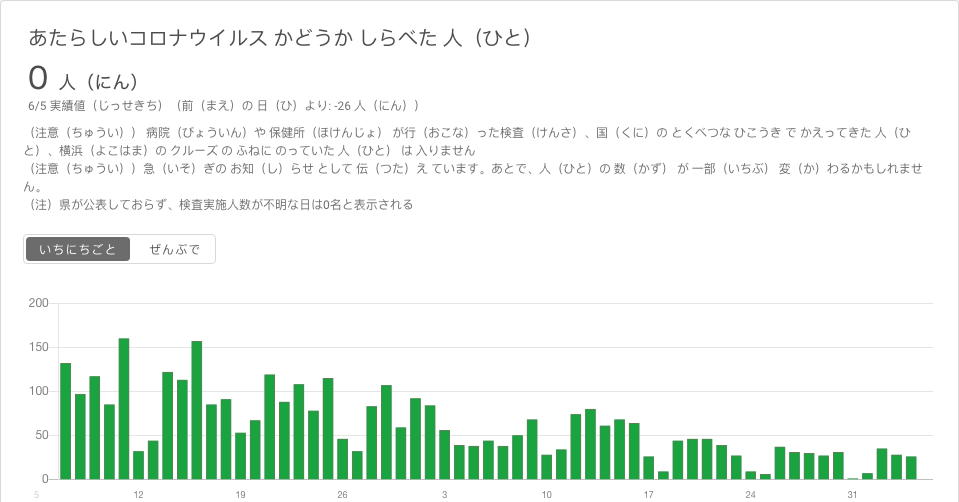 あたらしいコロナウイルス かどうか しらべた 人（ひと）
0 人（にん）
6/5 実績値（じっせきち）（前（まえ）の 日（ひ）より: -26 人（にん））
（注意（ちゅうい）） 病院（びょういん）や 保健所（ほけんじょ） が行（おこな）った検査（けんさ）、国（くに）の とくべつな ひこうき で かえってきた 人（ひ
と）、横浜（よこはま）の クルーズ の ふねに のっていた 人（ひと） は 入りません
（注意（ちゅうい））急（いそ）ぎの お知（し）らせ として 伝（つた）え ています。あとで、人（ひと）の 数（かず） が 一部（いちぶ） 変（か）わるかもしれませ
ん。
（注）県が公表しておらず、検査実施人数が不明な日は0名と表示される
いちにちごと ぜんぶで
200
150
100
50
0
5 12 19 26 3 10 17 24 31